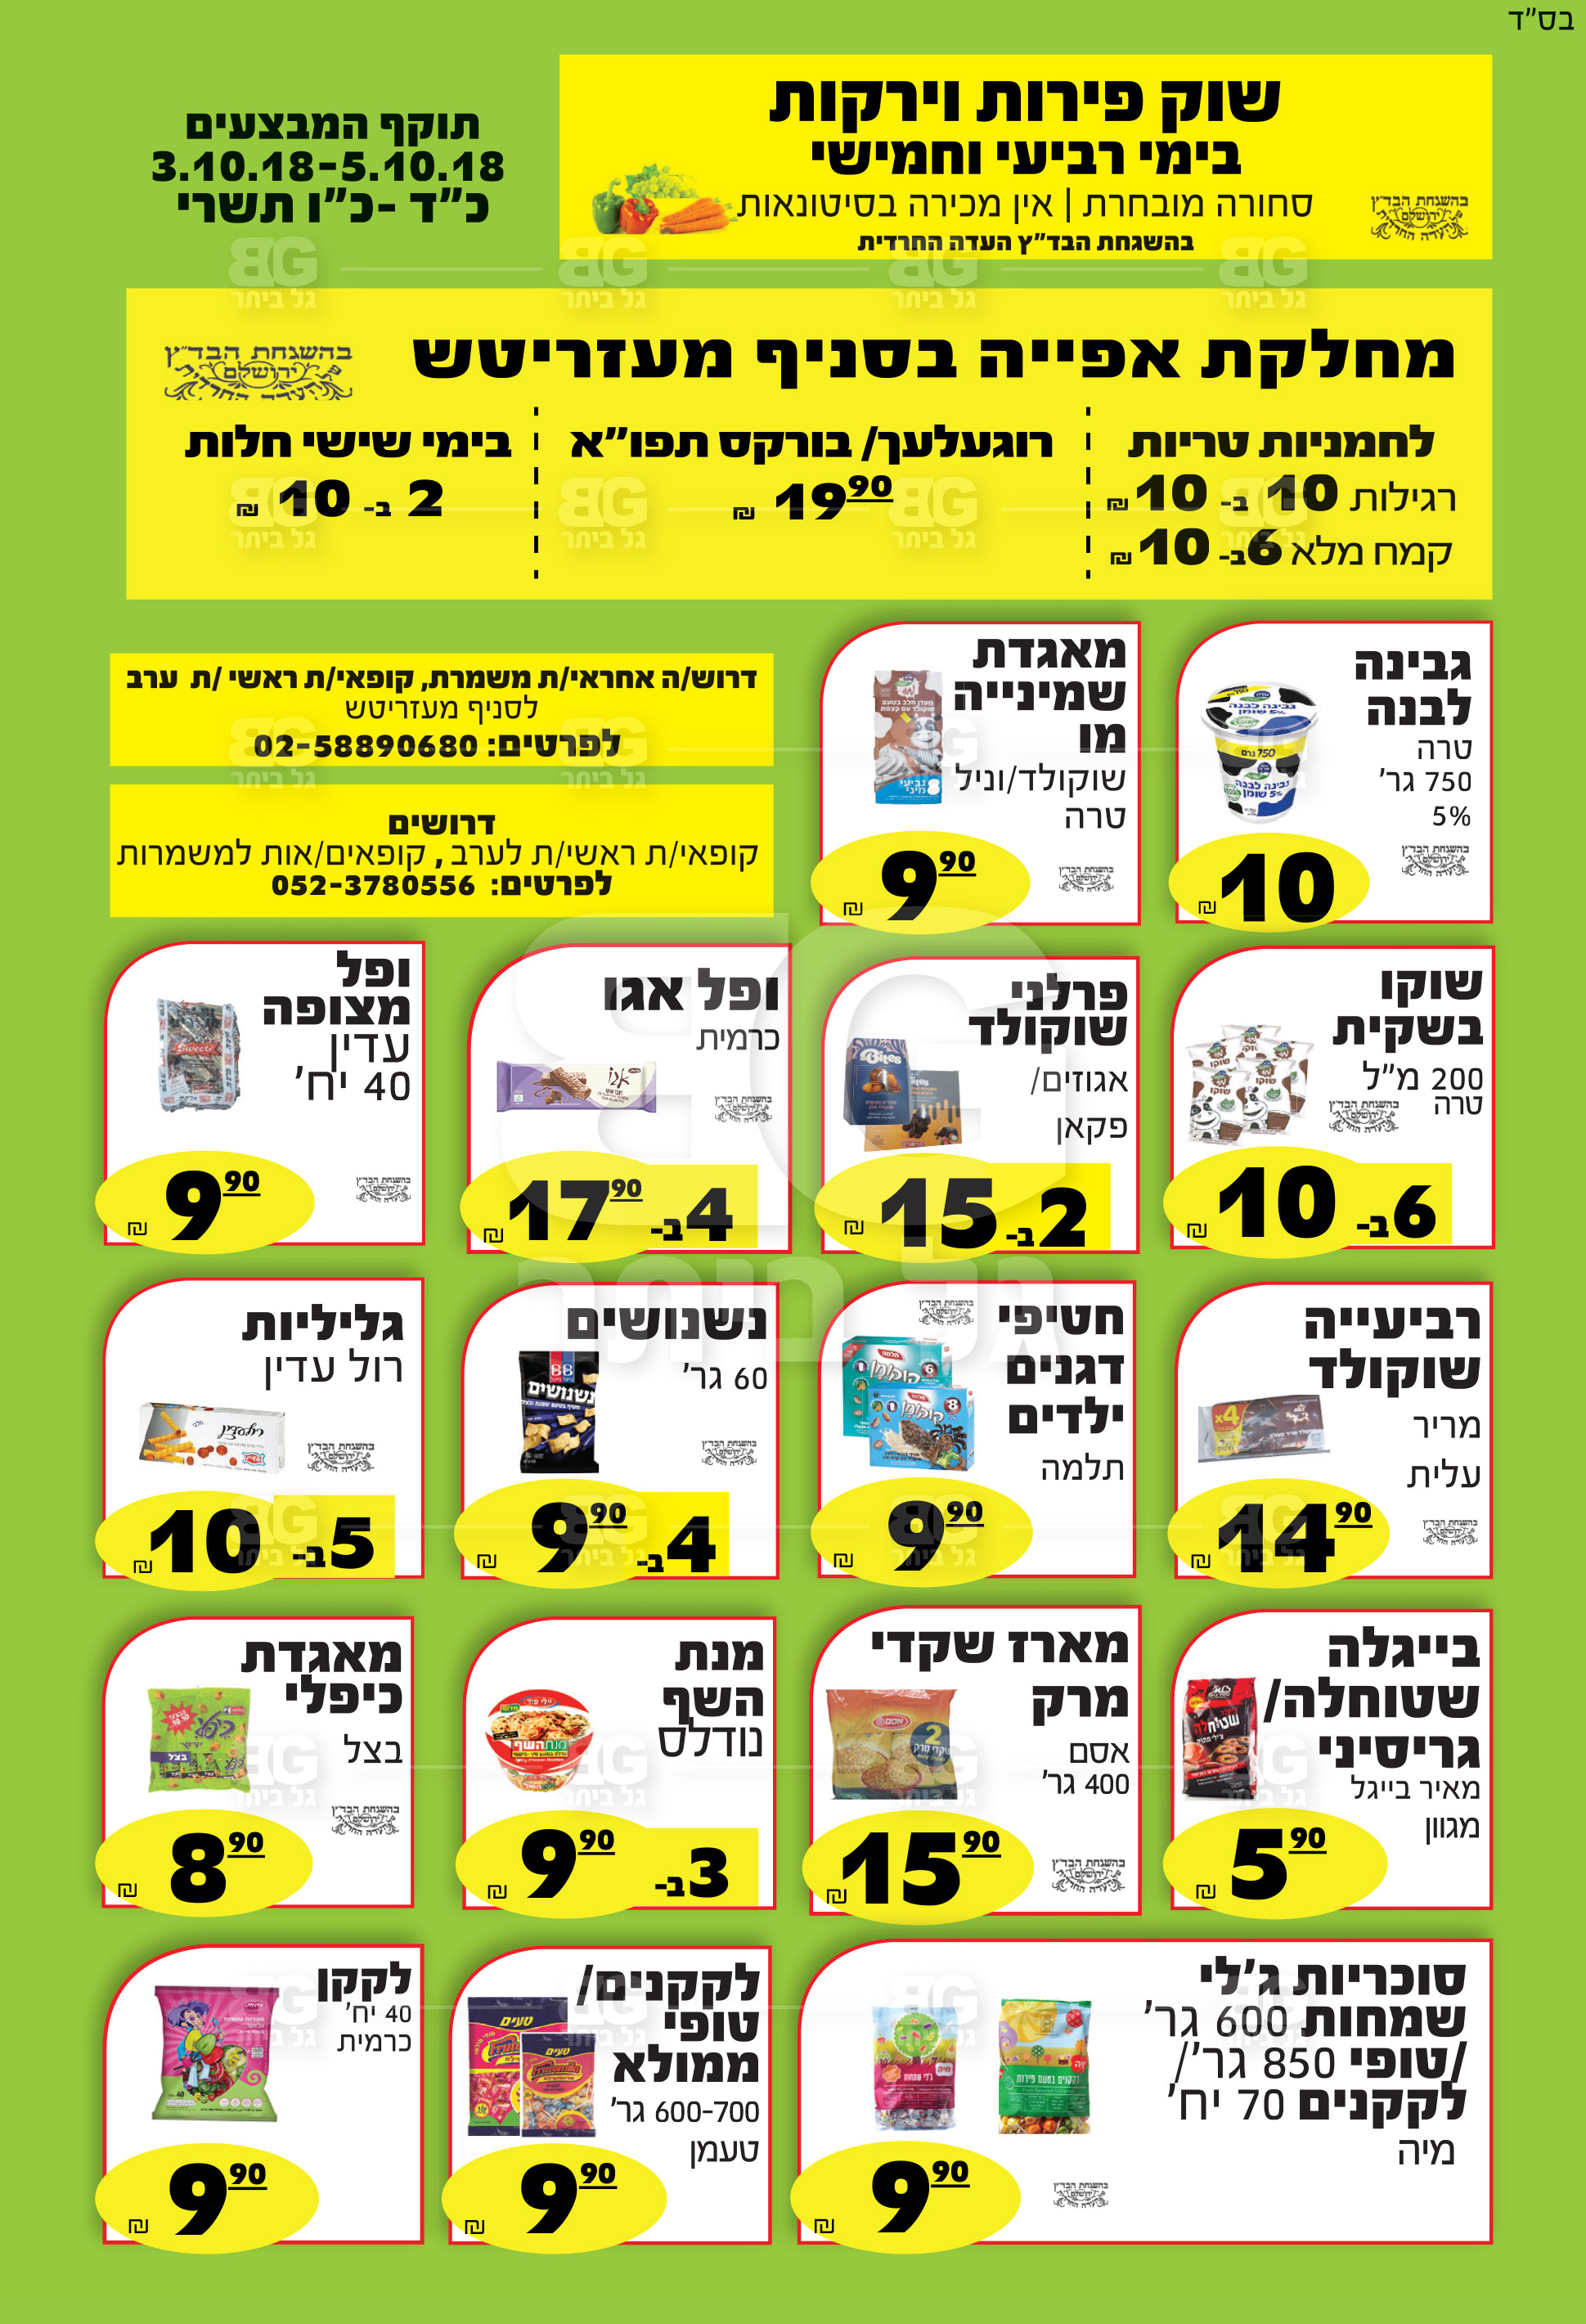 בס"ד
שוק פירות וירקות
בימי רביעי וחמישי
סחורה מובחרת | אין מכירה בסיטונאות
בהשגחת הבד"ץ העדה החרדית
תוקף המבצעים
3.10.18-5.10.18
כ"ד -כ"ו תשרי
מחלקת אפייה בסניף מעזריטש
בהשגחת הבד"ץ
ירושלם
לחמניות טריות
רגילות 10 ב- 10 ₪
קמח מלא 6 ב- 10 ₪
רוגעלעך/ בורקס תפו"א
19.90 ₪
בימי שישי חלות
2 ב- 10 ₪
דרוש/ה אחראי/ת משמרת, קופאי/ת ראשי /ת ערב
לסניף מעזריטש
לפרטים: 02-58890680
דרושים
קופאי/ת ראשי/ת לערב , קופאים/אות למשמרות
לפרטים: 052-3780556
גבינה
לבנה
טרה
750 גר'
5%
10 ₪
מאגדת
שמינייה
מו
שוקולד/וניל
טרה
9.90 ₪
שוקו
בשקית
200 מ"ל
טרה
6 ב- 10 ₪
פרלני
שוקולד
אגוזים/
פקאן
2 ב- 15 ₪
ופל אגו
כרמית
4 ב- 17.90 ₪
ופל
מצופה
עדין
40 יח'
9.90 ₪
רביעייה
שוקולד
מריר
עלית
14.90 ₪
חטיפי
דגנים
ילדים
תלמה
9.90 ₪
נשנושים
60 גר'
4 ב- 9.90 ₪
גליליות
רול עדין
5 ב- 10 ₪
בייגלה
שטוחלה/
גריסיני
מאיר בייגל
מגוון
5.90 ₪
מארז שקדי
מרק
אסם
400 גר'
15.90 ₪
מנת
השף
נודלס
3 ב- 9.90 ₪
מאגדת
כיפלי
בצל
8.90 ₪
סוכריות ג'לי
שמחות 600 גר'
/טופי 850 גר'/
לקקנים 70 יח'
מיה
9.90 ₪
לקקנים/
טופי
ממולא
600-700 גר'
טעמן
9.90 ₪
לקקן
40 יח'
כרמית
9.90 ₪
BG
גל ביתר